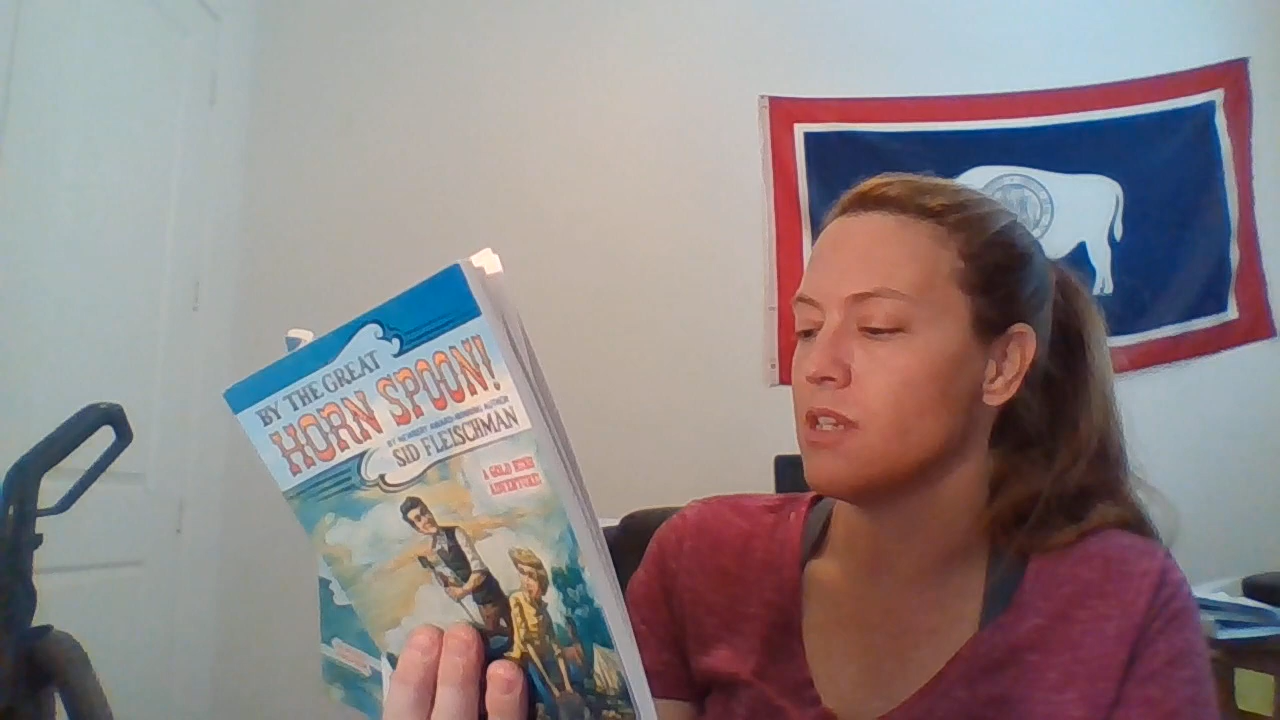 BY THE GREAT
HORN SPOON!
BY NEWBERY AWARD-WINNING AUTHOR
SID FLEISCHMAN
A GOLD RUSH
ADVENTURE!